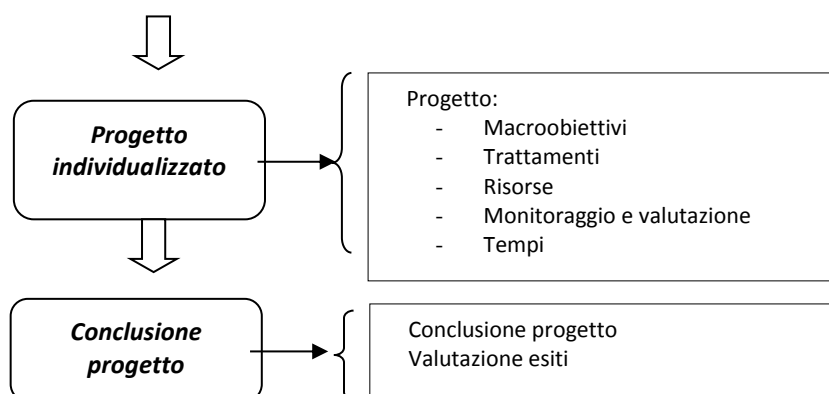 Progetto
individualizzato
Progetto:
- Macroobiettivi
- Trattamenti
- Risorse
- Monitoraggio e valutazione
- Tempi
Conclusione
progetto
Conclusione progetto
Valutazione esiti